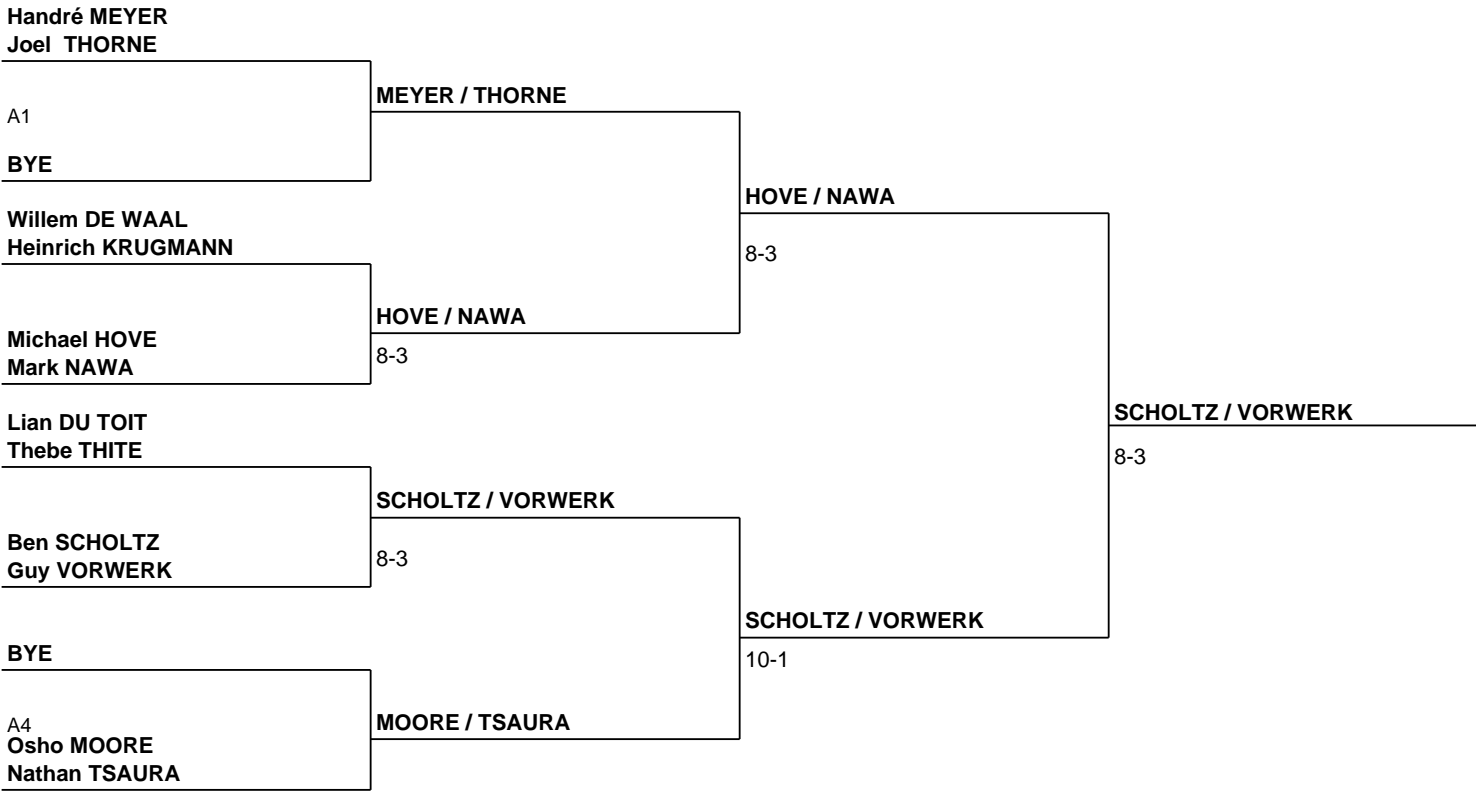 Handré MEYER
Joel  THORNE
MEYER / THORNE
A1
BYE
HOVE / NAWA
Willem DE WAAL
Heinrich KRUGMANN
8-3
HOVE / NAWA
Michael HOVE
8-3
Mark NAWA
Lian DU TOIT
SCHOLTZ / VORWERK
Thebe THITE
8-3
SCHOLTZ / VORWERK
Ben SCHOLTZ
8-3
Guy VORWERK
SCHOLTZ / VORWERK
BYE
10-1
A4
MOORE / TSAURA
Osho MOORE
Nathan TSAURA